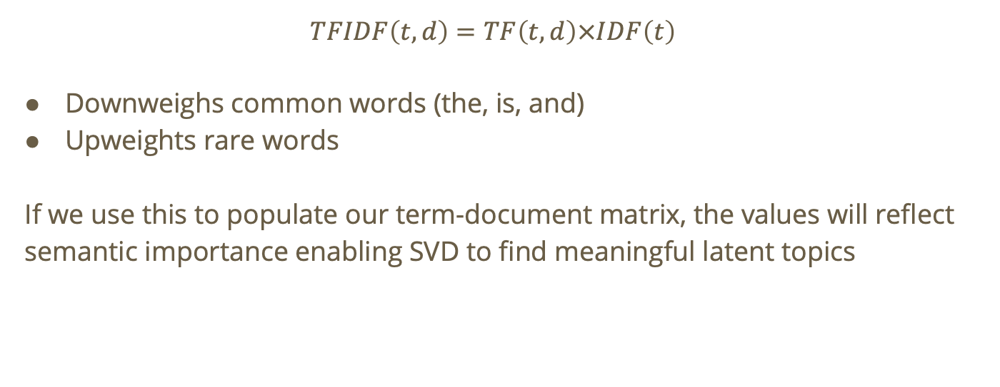 TFIDF(t, d) = TF(t, d)×IDF(t)
● Downweighs common words (the, is, and)
● Upweights rare words
If we use this to populate our term-document matrix, the values will reflect
semantic importance enabling SVD to find meaningful latent topics